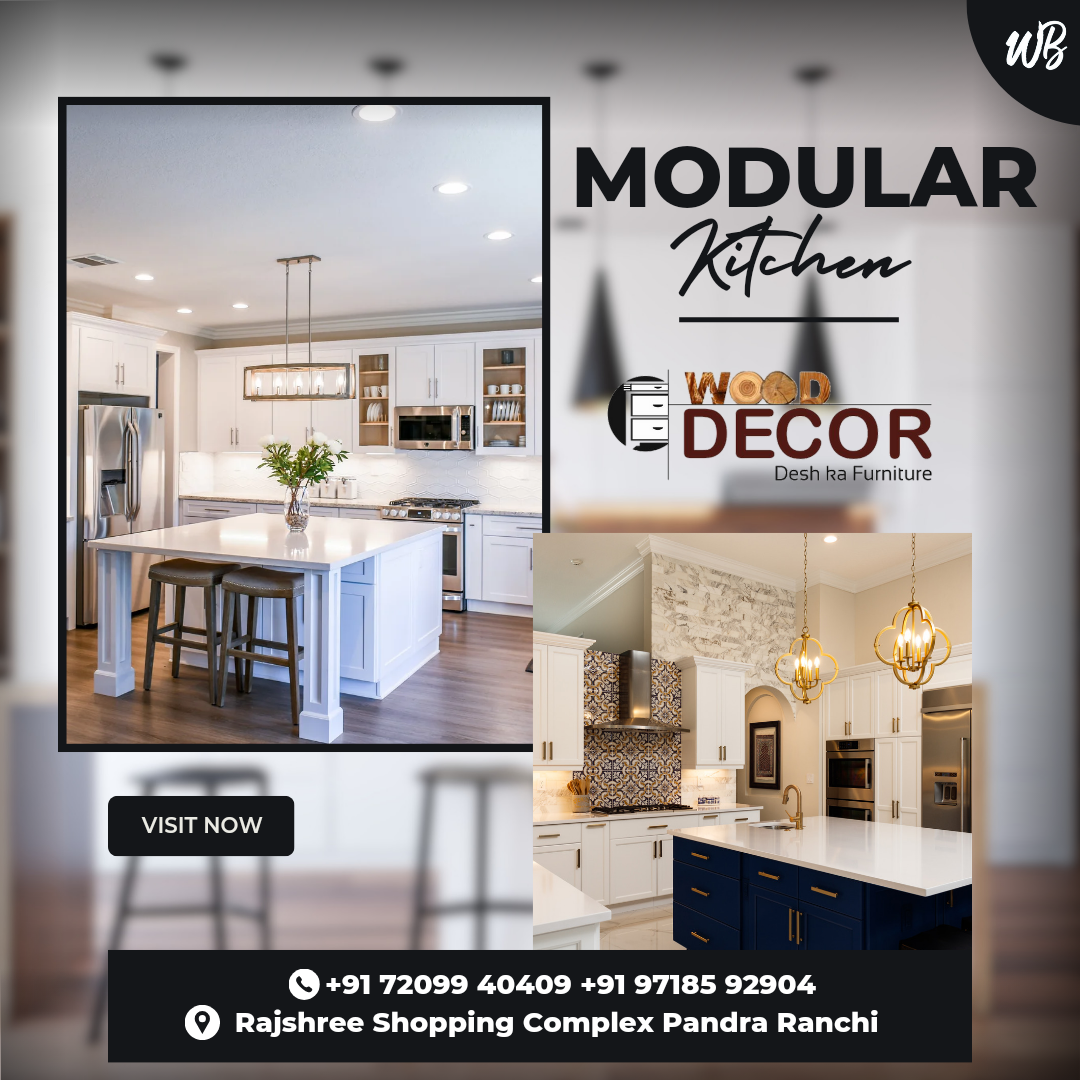 WB
MODULAR
Kitchen
WOOD
DECOR
Desh ka Furniture
VISIT NOW
+91 72099 40409 +91 97185 92904
Rajshree Shopping Complex Pandra Ranchi